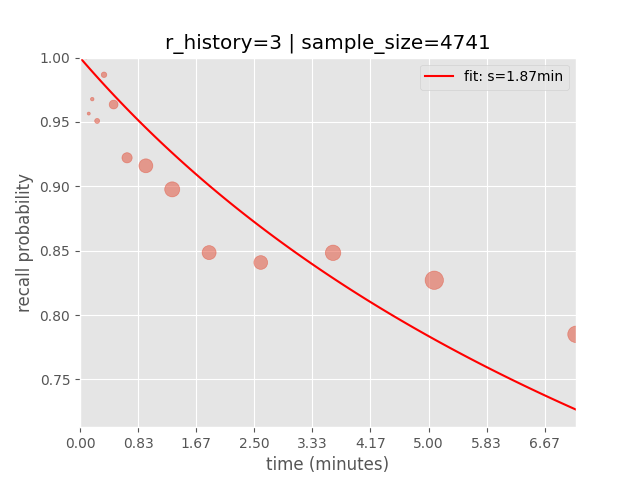 r_history=3 | sample_size=4741
fit: s=1.87min
recall probability
1.00
0.95
0.90
0.85
0.80
0.75
0.00 0.83 1.67 2.50 3.33 4.17 5.00 5.83 6.67
time (minutes)